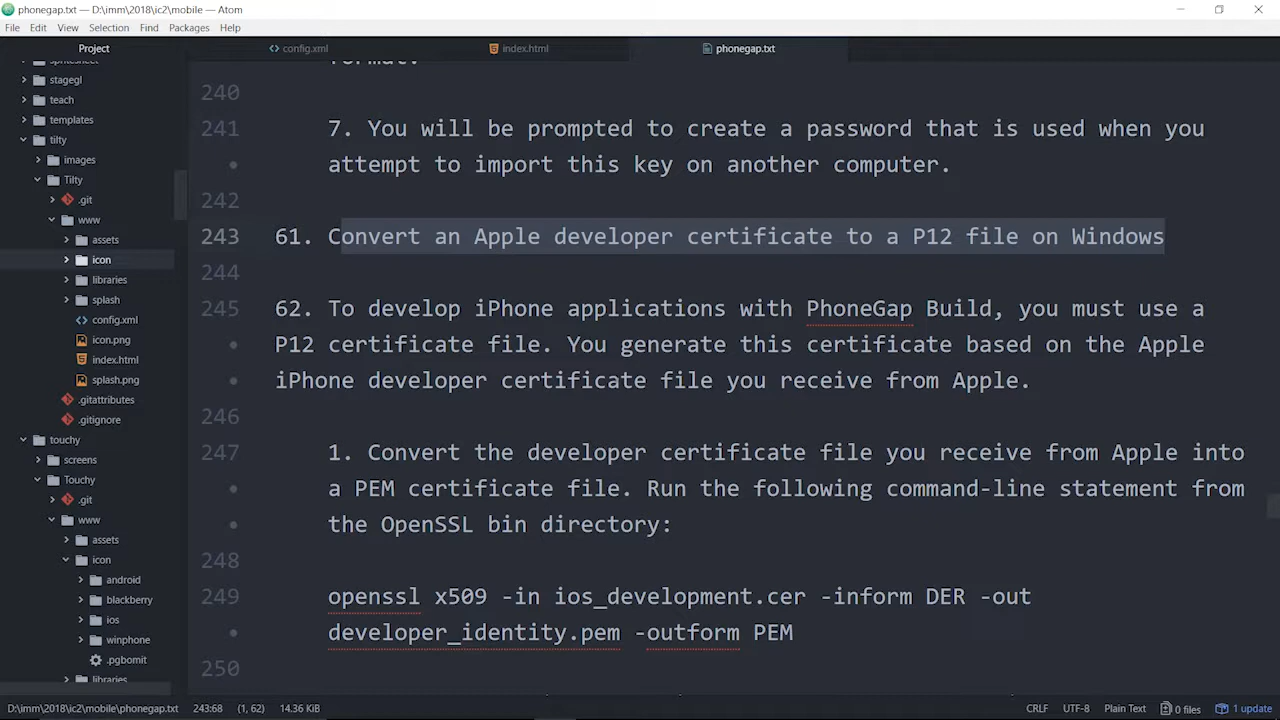 phonegap.txt — D:\imm\2018\ic2\mobile — Atom
File Edit View Selection Find Packages Help
Project
config.xml
index.html
phonegap.txt
stagegl
teach
templates
tilty
images
Tilty
.git
www
assets
icon
libraries
splash
config.xml
icon.png
index.html
splash.png
.gitattributes
.gitignore
touchy
screens
Touchy
.git
www
assets
icon
android
blackberry
ios
winphone
.pgbomit
libraries
format.
240
241 7. You will be prompted to create a password that is used when you
attempt to import this key on another computer.
242
243 61. Convert an Apple developer certificate to a P12 file on Windows
244
245 62. To develop iPhone applications with PhoneGap Build, you must use a
P12 certificate file. You generate this certificate based on the Apple
iPhone developer certificate file you receive from Apple.
246
247 1. Convert the developer certificate file you receive from Apple into
a PEM certificate file. Run the following command-line statement from
the OpenSSL bin directory:
248
249 openssl x509 -in ios_development.cer -inform DER -out
developer_identity.pem -outform PEM
250
D:\imm\2018\ic2\mobile\phonegap.txt 243:68 (1, 62) 14.36 KiB CRLF UTF-8 Plain Text 0 files 1 update